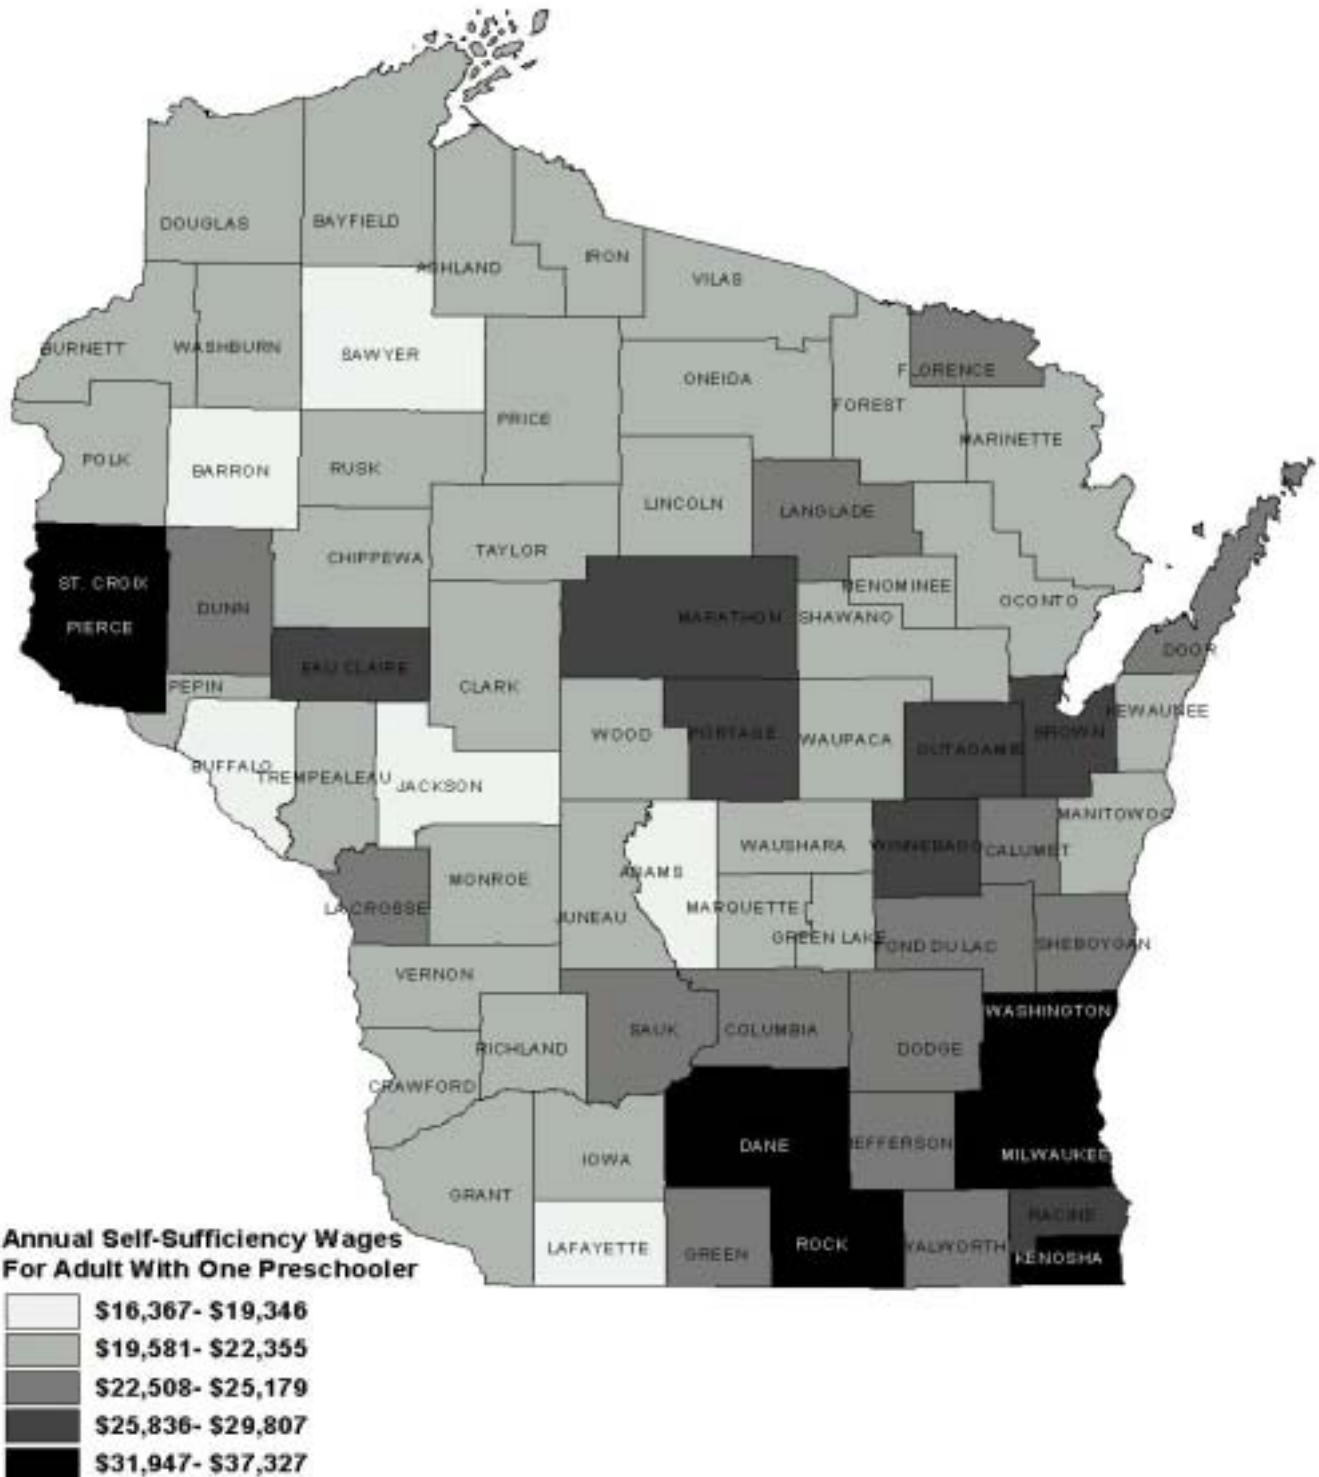 DOUGLAS
BAYFIELD
ASHLAND
IRON
VILAS
BURNETT
WASHBURN
SAWYER
FLORENCE
ONEIDA
FOREST
PRICE
MARINETTE
POLK
BARRON
RUSK
LINCOLN
LANGLADE
TAYLOR
CHIPPEWA
ST. CROIX
MENOMINEE
OCONTO
DUNN
PIERCE
MARATHON
SHAWANO
DOOR
EAU CLAIRE
PEPIN
CLARK
KEWAUNEE
WOOD
PORTAGE
WAUPACA
OUTAGAMIE
BROWN
BUFFALO
TREMPEALEAU
JACKSON
MANITOWOC
WAUSHARA
WINNEBAGO
CALUMET
ADAMS
MONROE
LA CROSSE
MARQUETTE
JUNEAU
GREEN LAKE
FOND DU LAC
SHEBOYGAN
VERNON
WASHINGTON
SAUK
COLUMBIA
RICHLAND
DODGE
CRAWFORD
DANE
JEFFERSON
MILWAUKEE
IOWA
GRANT
RACINE
LAFAYETTE
GREEN
ROCK
WALWORTH
KENOSHA
Annual Self-Sufficiency Wages
For Adult With One Preschooler
$16,367- $19,346
$19,581- $22,355
$22,508- $25,179
$25,836- $29,807
$31,947- $37,327